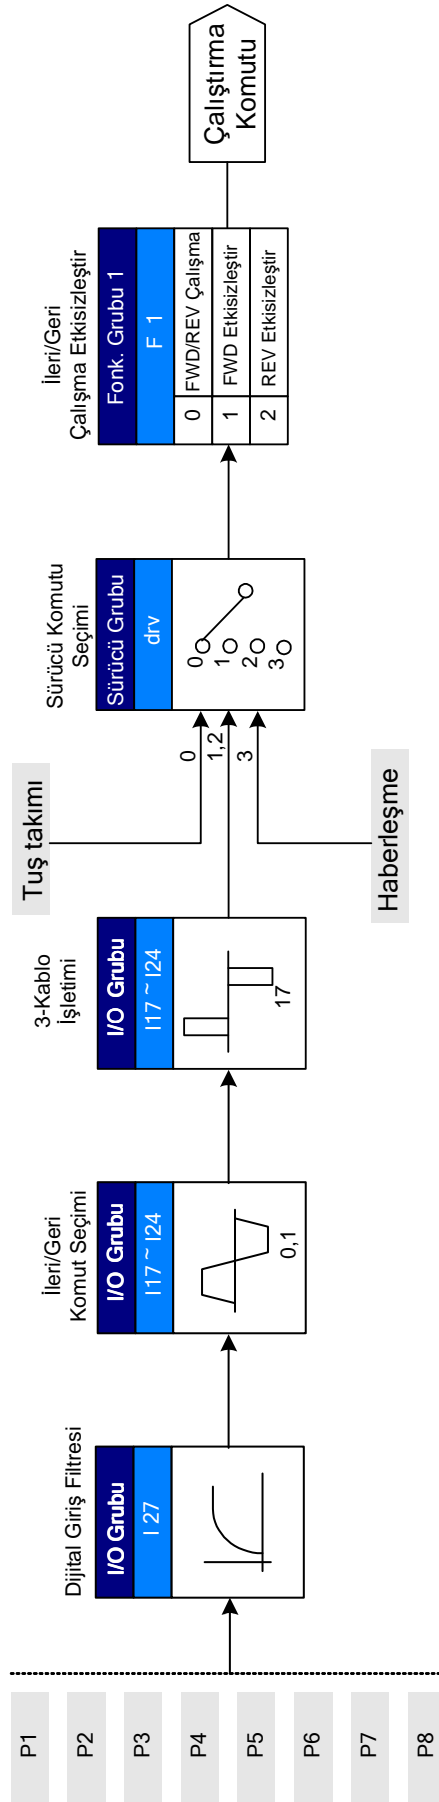 P1
P2
P3
P4
P5
P6
P7
P8
Dijital Giriş Filtresi
I/O Grubu
I 27
İleri/Geri
Komut Seçimi
I/O Grubu
I17 ~ I24
0,1
3-Kablo
İşletimi
I/O Grubu
I17 ~ I24
17
Tuş takımı
Haberleşme
0
1,2
3
Sürücü Komutu
Seçimi
Sürücü Grubu
drv
0
1
2
3
İleri/Geri
Çalışma Etkisizleştir
Fonk. Grubu 1
F 1
0 FWD/REV Çalışma
1 FWD Etkisizleştir
2 REV Etkisizleştir
Çalıştırma
Komutu